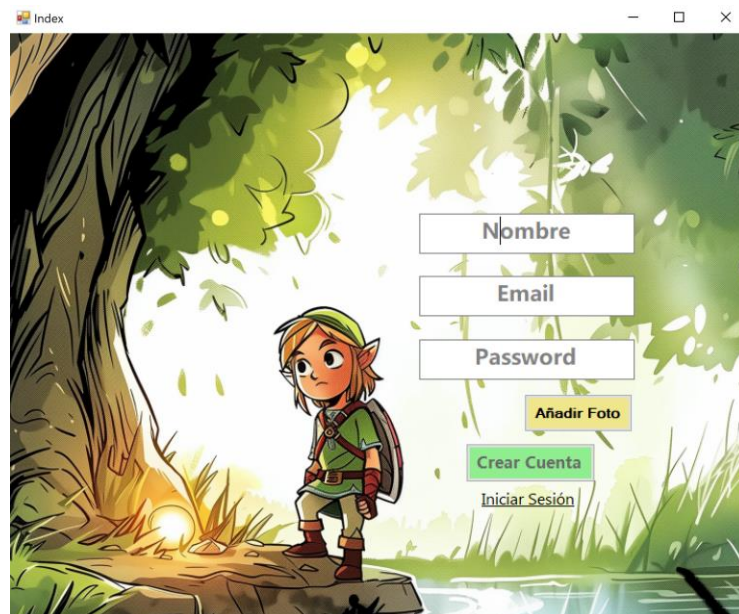 Index
Nombre
Email
Password
Añadir Foto
Crear Cuenta
Iniciar Sesión